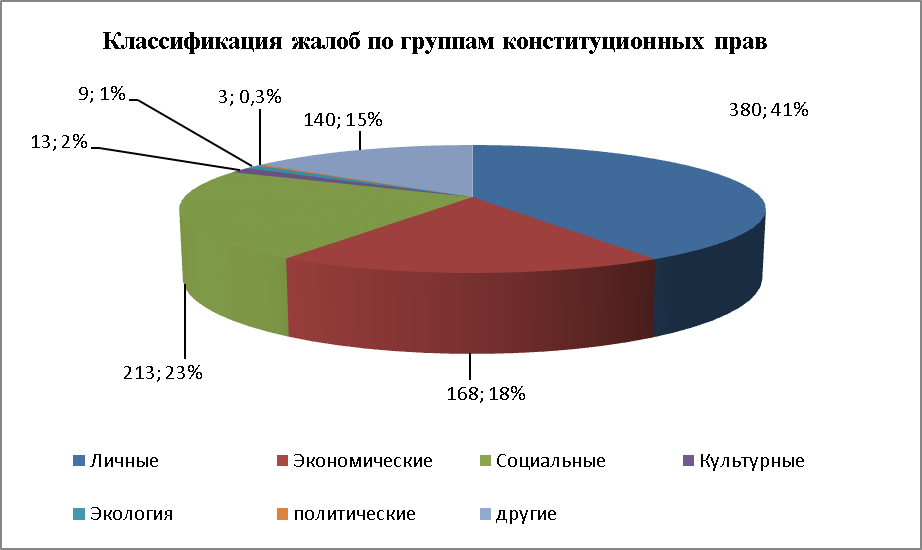 Классификация жалоб по группам конституционных прав
9; 1%
3; 0,3%
140; 15%
380; 41%
13; 2%
213; 23%
168; 18%
Личные
Экономические
Социальные
Культурные
Экология
политические
другие